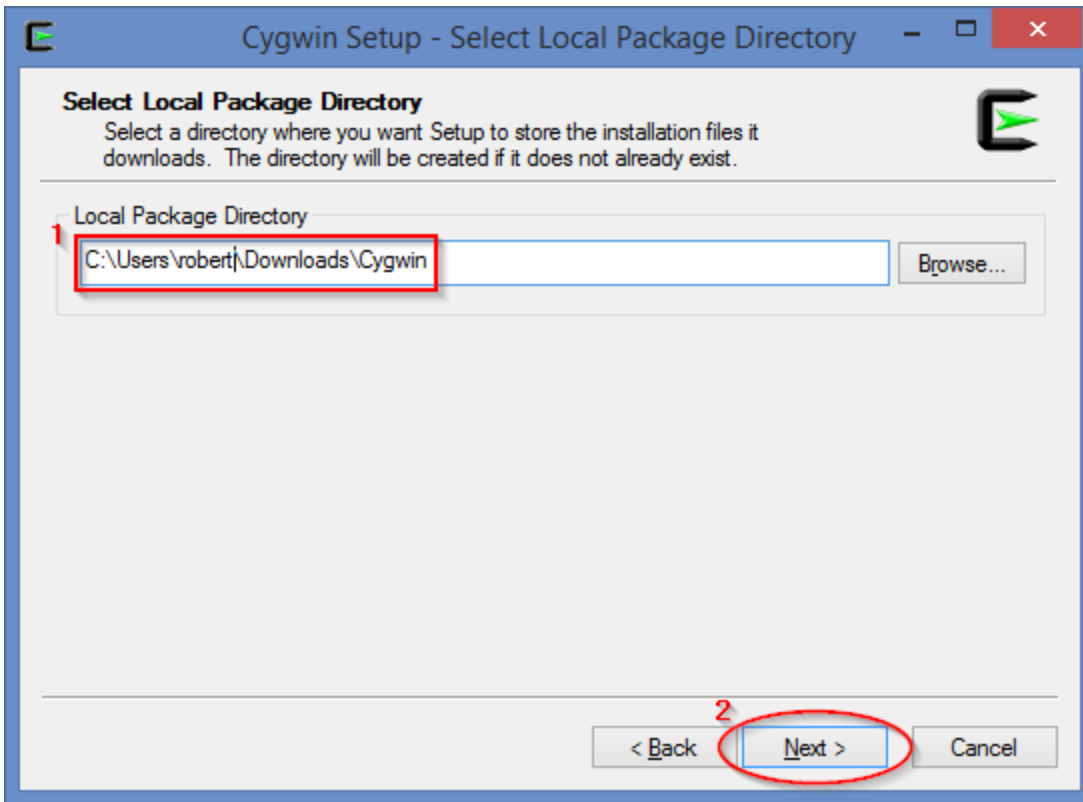 Cygwin Setup - Select Local Package Directory
Select Local Package Directory
Select a directory where you want Setup to store the installation files it
downloads. The directory will be created if it does not already exist.
Local Package Directory
1
C:\Users\robert\Downloads\Cygwin
Browse...
2
< Back
Next >
Cancel